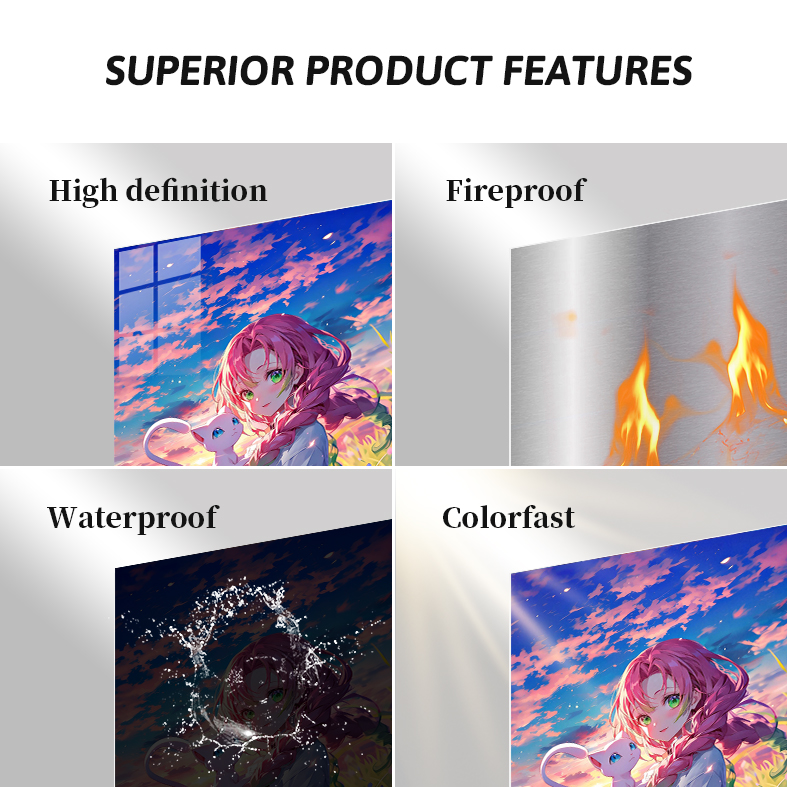 SUPERIOR PRODUCT FEATURES
High definition
Fireproof
Waterproof
Colorfast